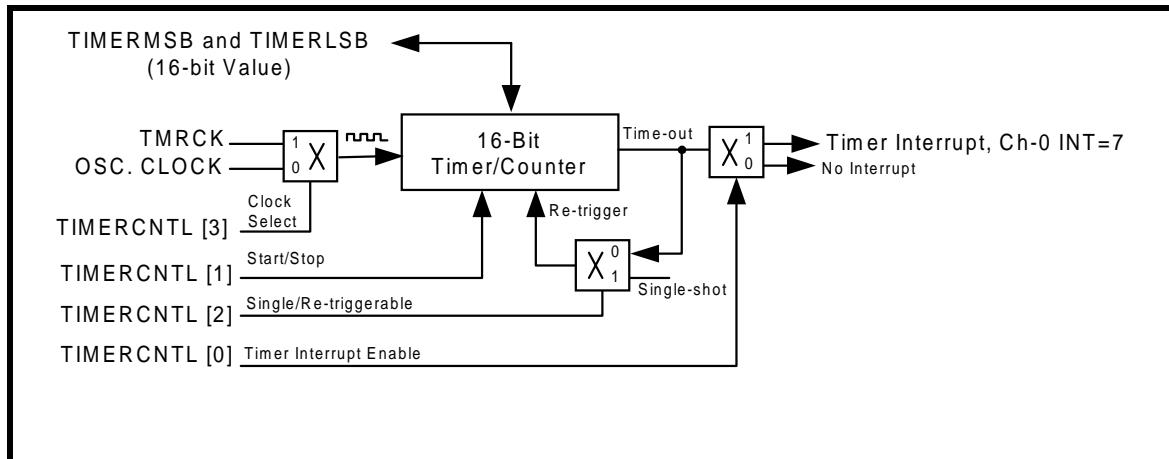 TIMERMSB and TIMERLSB
(16-bit Value)
TMRCK
OSC. CLOCK
1
0
X
Clock
Select
TIMERCNTL [3]
16-Bit
Timer/Counter
Time-out
X
1
0
Timer Interrupt, Ch-0 INT=7
No Interrupt
Re-trigger
X
0
1
Single-shot
TIMERCNTL [1] Start/Stop
TIMERCNTL [2] Single/Re-triggerable
TIMERCNTL [0] Timer Interrupt Enable